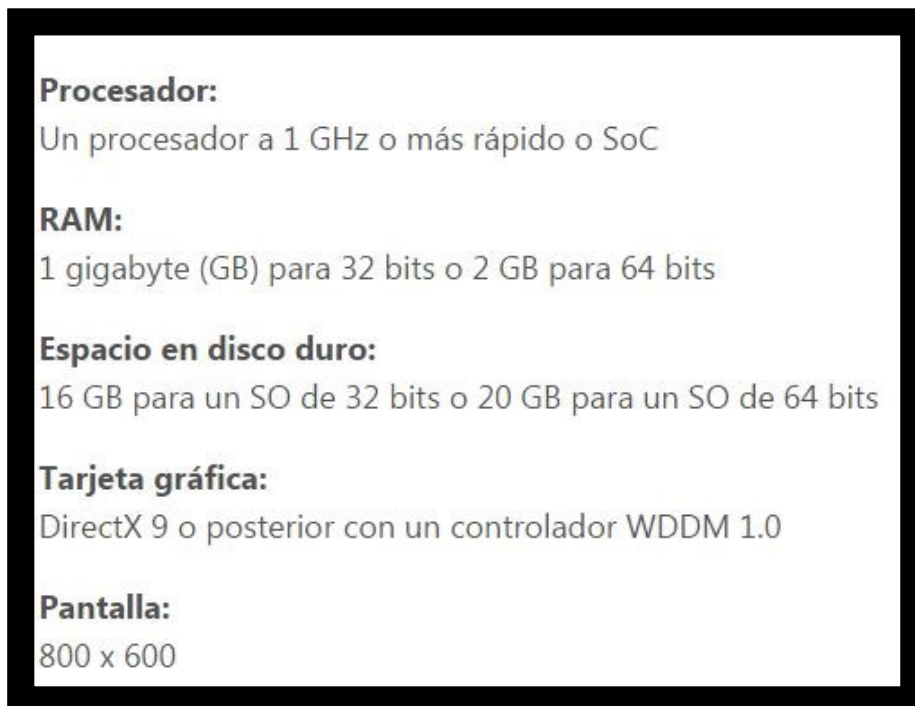 Procesador:
Un procesador a 1 GHz o más rápido o SoC
RAM:
1 gigabyte (GB) para 32 bits o 2 GB para 64 bits
Espacio en disco duro:
16 GB para un SO de 32 bits o 20 GB para un SO de 64 bits
Tarjeta gráfica:
DirectX 9 o posterior con un controlador WDDM 1.0
Pantalla:
800 x 600